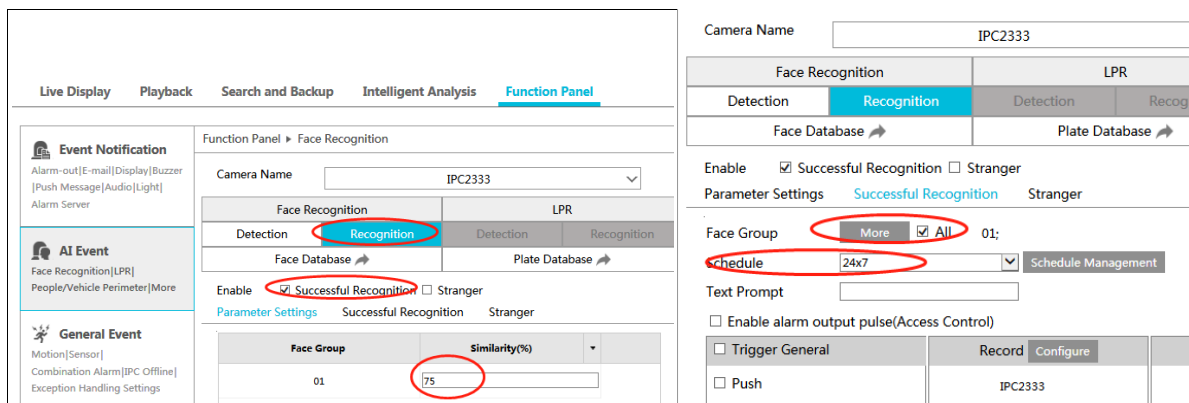 Live Display Playback Search and Backup Intelligent Analysis Function Panel
Event Notification
Alarm-out|E-mail|Display|Buzzer
|Push Message|Audio|Light|
Alarm Server
AI Event
Face Recognition|LPR|
People/Vehicle Perimeter|More
General Event
Motion|Sensor|
Combination Alarm|IPC Offline|
Exception Handling Settings
Function Panel ▸ Face Recognition
Camera Name IPC2333
Face Recognition LPR
Detection Recognition Detection Recognition
Face Database Plate Database
Enable Successful Recognition Stranger
Parameter Settings Successful Recognition Stranger
Face Group Similarity(%)
01 75
Camera Name IPC2333
Face Recognition LPR
Detection Recognition Detection Recog
Face Database Plate Database
Enable Successful Recognition Stranger
Parameter Settings Successful Recognition Stranger
Face Group More All 01;
Schedule 24x7 Schedule Management
Text Prompt
Enable alarm output pulse(Access Control)
Trigger General Record Configure
Push IPC2333